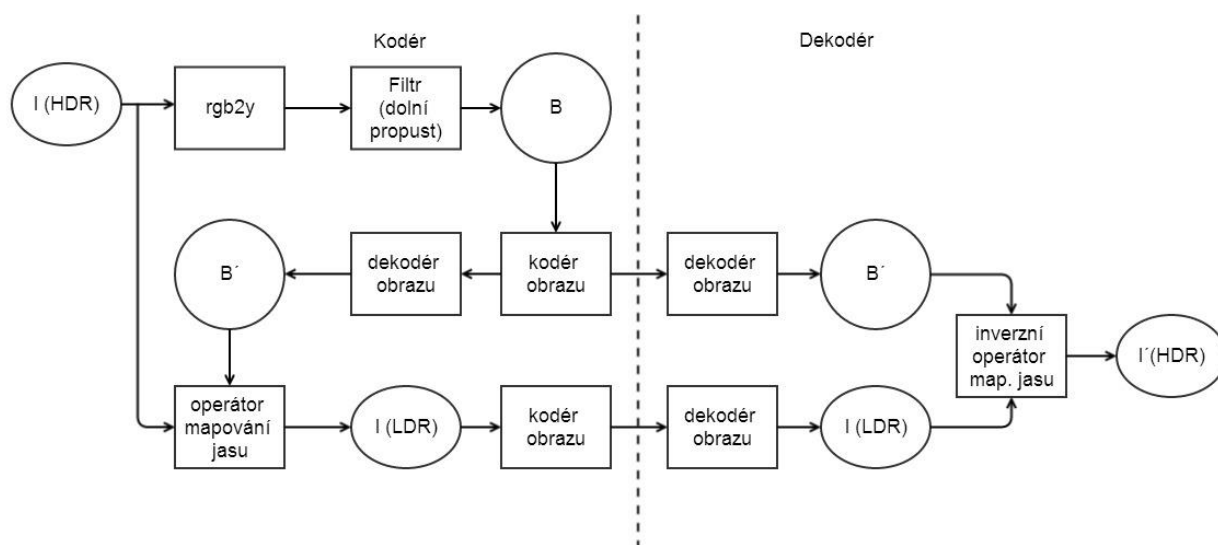 Kodér
Dekodér
I (HDR)
rgb2y
Filtr
(dolní
propust)
B
B´
dekodér
obrazu
kodér
obrazu
dekodér
obrazu
B´
inverzní
operátor
map. jasu
I´(HDR)
operátor
mapování
jasu
I (LDR)
kodér
obrazu
dekodér
obrazu
I (LDR)